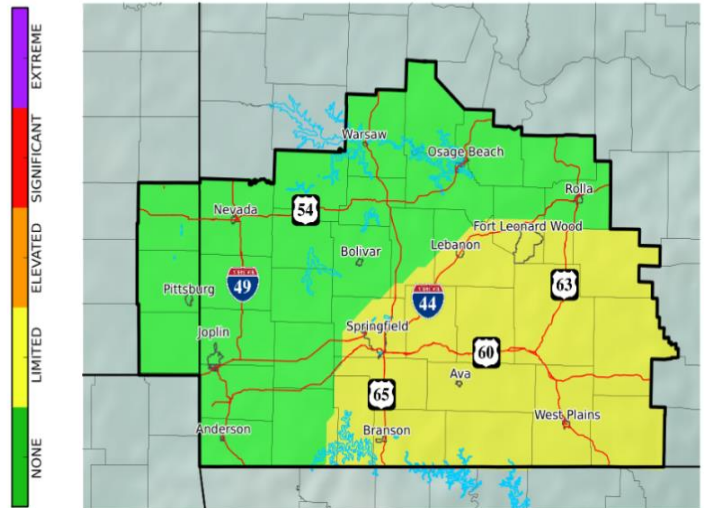 EXTREME
SIGNIFICANT
ELEVATED
LIMITED
NONE
Warsaw
Osage Beach
Rolla
Nevada
54
Fort Leonard Wood
Bolivar
Lebanon
Pittsburg
49
44
63
Joplin
Springfield
60
65
Ava
Anderson
Branson
West Plains